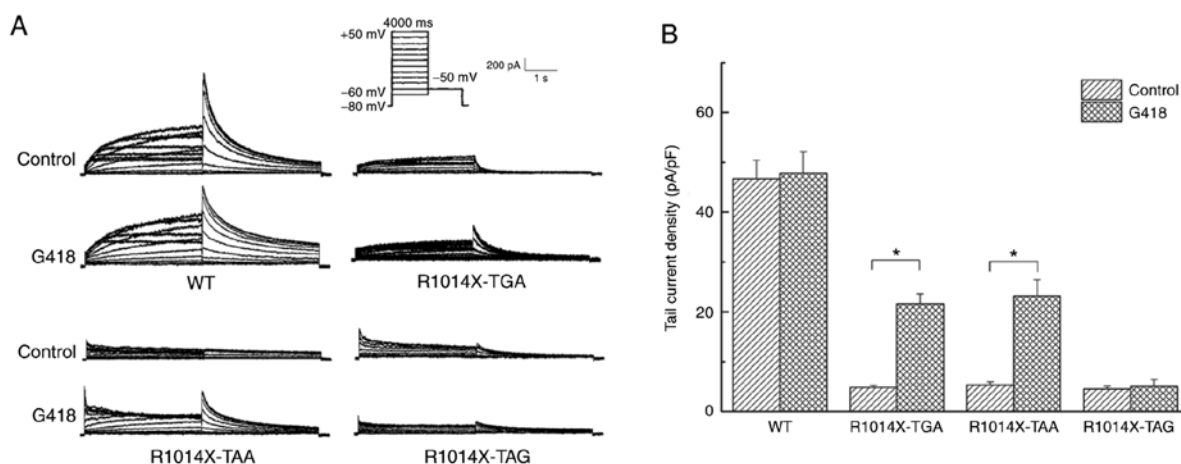 A
4000 ms
+50 mV
−50 mV
−60 mV
−80 mV
200 pA
1 s
Control
G418
WT
R1014X-TGA
Control
G418
R1014X-TAA
R1014X-TAG
B
Control
G418
Tail current density (pA/pF)
60
40
20
0
*
*
WT
R1014X-TGA
R1014X-TAA
R1014X-TAG